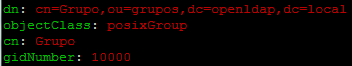 dn: cn=Grupo,ou=grupos,dc=openldap,dc=local
objectClass: posixGroup
cn: Grupo
gidNumber: 10000